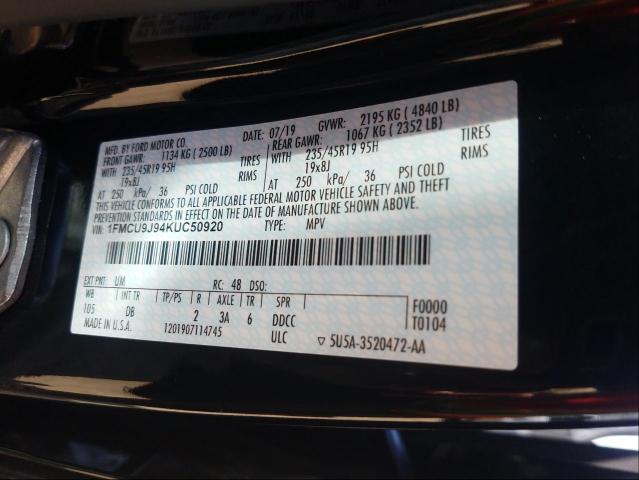 MFD. BY FORD MOTOR CO. DATE: 07/19 GVWR: 2195 KG ( 4840 LB)
FRONT GAWR: 1134 KG ( 2500 LB) REAR GAWR: 1067 KG ( 2352 LB)
WITH 235/45R19 95H TIRES WITH 235/45R19 95H TIRES
19x8J RIMS 19x8J RIMS
AT 250 kPa/ 36 PSI COLD AT 250 kPa/ 36 PSI COLD
THIS VEHICLE CONFORMS TO ALL APPLICABLE FEDERAL MOTOR VEHICLE SAFETY AND THEFT
PREVENTION STANDARDS IN EFFECT ON THE DATE OF MANUFACTURE SHOWN ABOVE.
VIN: 1FMCU9J94KUC50920 TYPE: MPV
EXT PNT: UM RC: 48 DSO:
WB INT TR TP/PS R AXLE TR SPR
105 DB 2 3A 6 DDCC
F0000
T0104
MADE IN U.S.A. 1201907114745 ULC ▽ 5U5A-3520472-AA